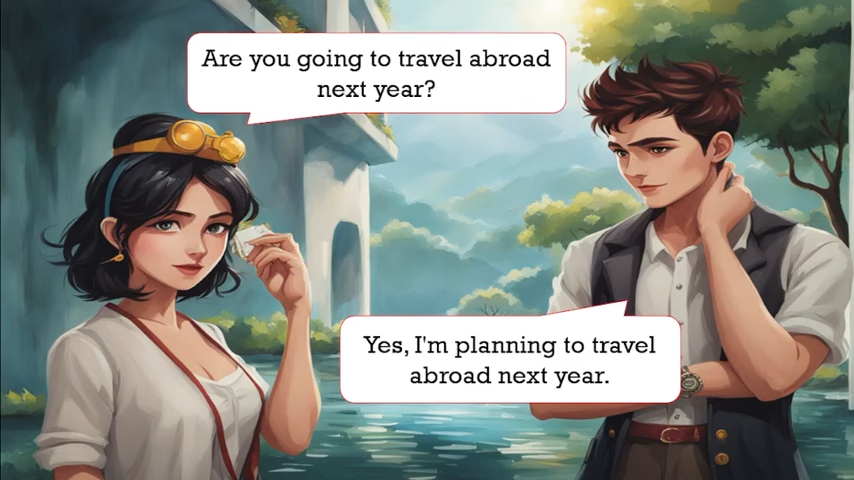 Are you going to travel abroad
next year?
Yes, I'm planning to travel
abroad next year.